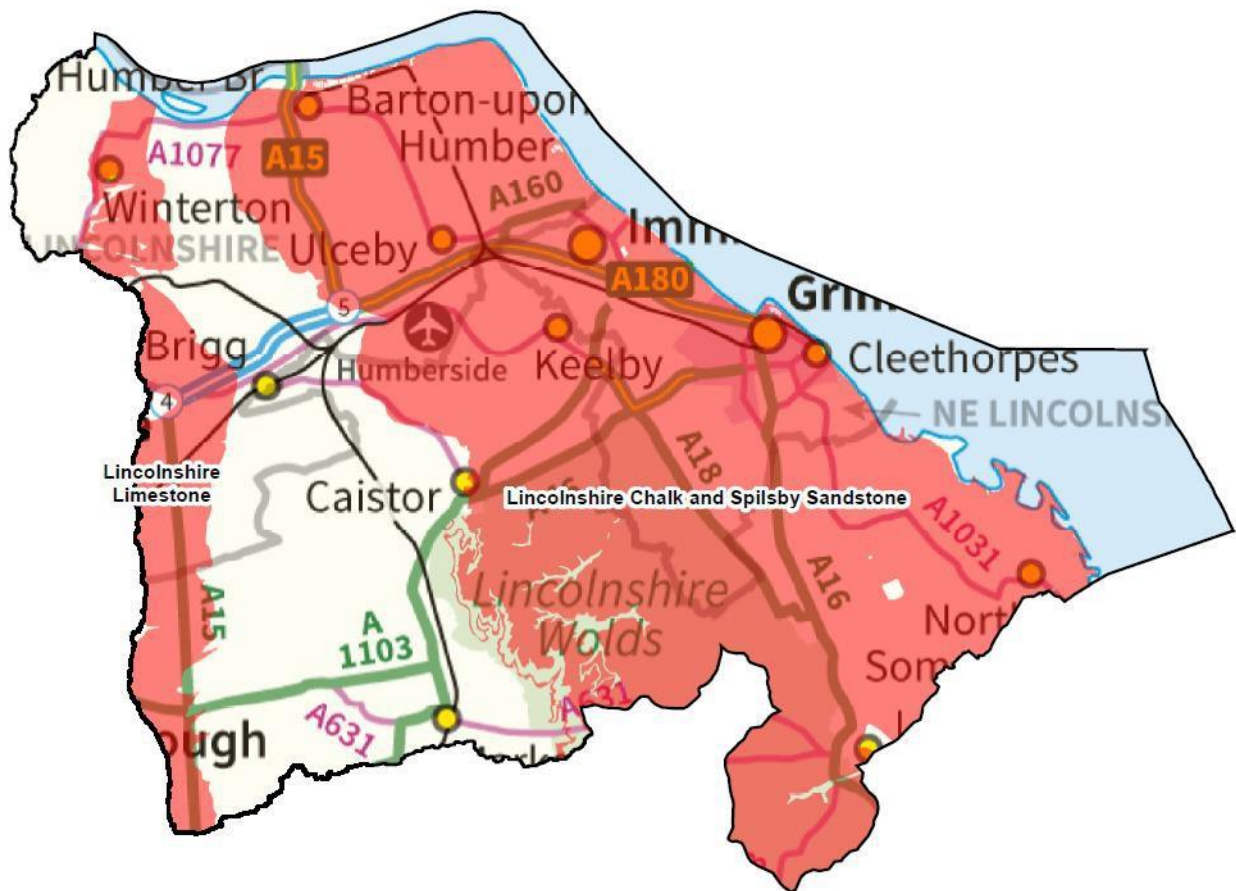 Humber Br
Barton-upon
Humber
A1077
A15
A160
Winterton
LINCOLNSHIRE
Ulceby
Imm
A180
Grim
5
Brigg
Humberside
Keelby
Cleethorpes
4
NE LINCOLNS
Lincolnshire
Limestone
Caistor
A18
Lincolnshire Chalk and Spilsby Sandstone
A1031
A15
Lincolnshire
Wolds
A16
A
1103
North
Som
A631
A631
ough